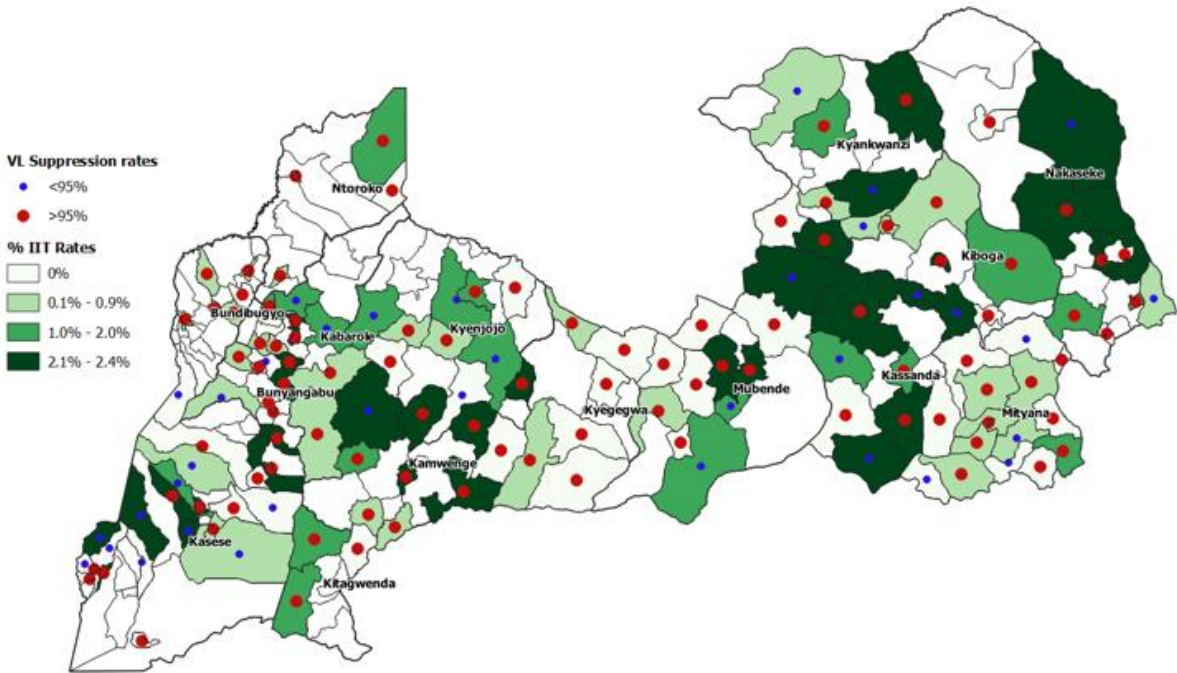 VL Suppression rates
<95%
>95%
% IIT Rates
0%
0.1% - 0.9%
1.0% - 2.0%
2.1% - 2.4%
Kyankwanzi
Nakaseke
Ntoroko
Kiboga
Bundibugyo
Kabarole
Kyenjojo
Kassanda
Bunyangabu
Mubende
Kyegegwa
Mityana
Kamwenge
Kasese
Kitagwenda